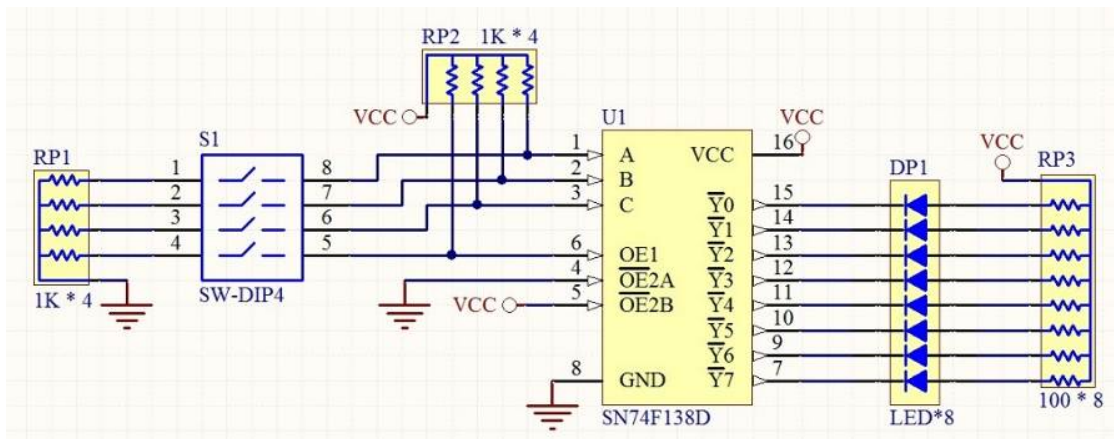 RP2 1K * 4
VCC
U1
VCC
S1
RP1
1
2
3
4
8
7
6
5
1K * 4
SW-DIP4
VCC
1
2
3
6
4
5
8
A
B
C
OE1
OE2A
OE2B
GND
VCC
Y0
Y1
Y2
Y3
Y4
Y5
Y6
Y7
16
15
14
13
12
11
10
9
7
SN74F138D
DP1
LED*8
VCC
RP3
100 * 8